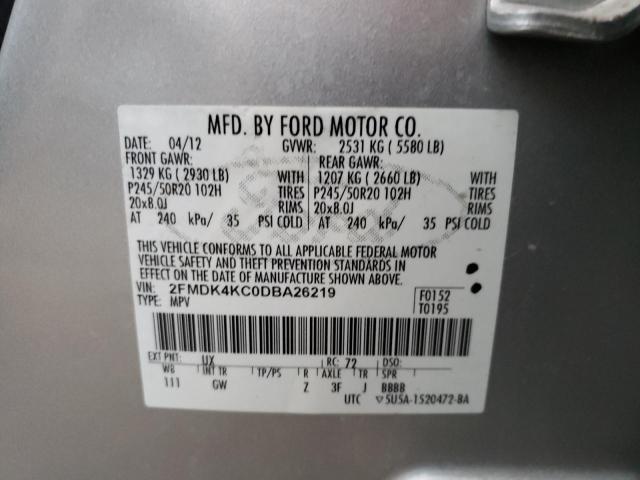 MFD. BY FORD MOTOR CO.
DATE: 04/12 GVWR: 2531 KG ( 5580 LB)
FRONT GAWR: REAR GAWR:
1329 KG ( 2930 LB) WITH 1207 KG ( 2660 LB) WITH
P245/50R20 102H TIRES P245/50R20 102H TIRES
20x8.0J RIMS 20x8.0J RIMS
AT 240 kPa/ 35 PSI COLD AT 240 kPa/ 35 PSI COLD
THIS VEHICLE CONFORMS TO ALL APPLICABLE FEDERAL MOTOR
VEHICLE SAFETY AND THEFT PREVENTION STANDARDS IN
EFFECT ON THE DATE OF MANUFACTURE SHOWN ABOVE.
VIN: 2FMDK4KC0DBA26219 F0152
TYPE: MPV T0195
EXT PNT: UX RC: 72 DSO:
WB INT TR TP/PS R AXLE TR SPR
111 GW Z 3F J BBBB
UTC ▽5U5A-1520472-BA